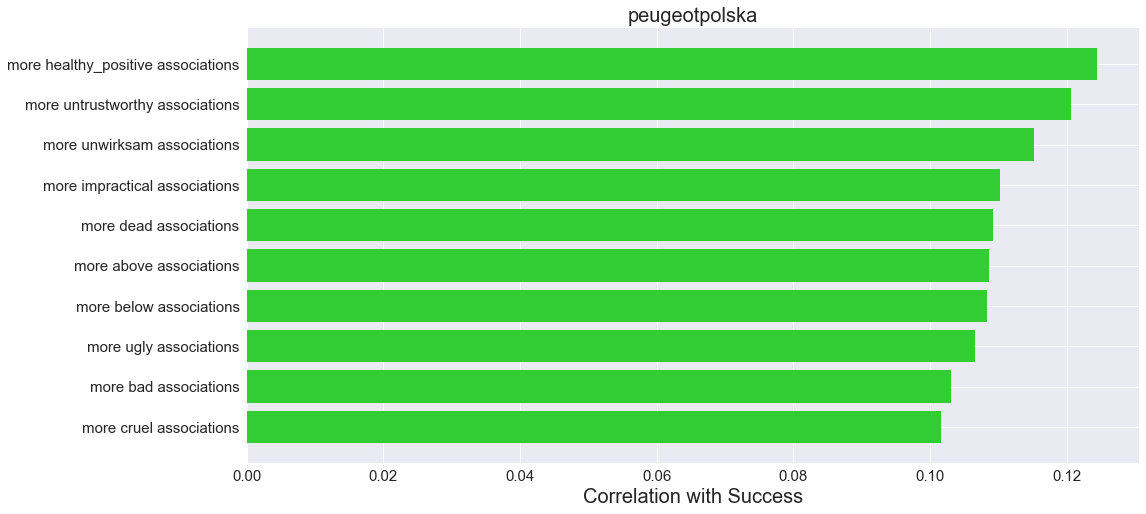 peugeotpolska
more healthy_positive associations
more untrustworthy associations
more unwirksam associations
more impractical associations
more dead associations
more above associations
more below associations
more ugly associations
more bad associations
more cruel associations
0.00 0.02 0.04 0.06 0.08 0.10 0.12
Correlation with Success